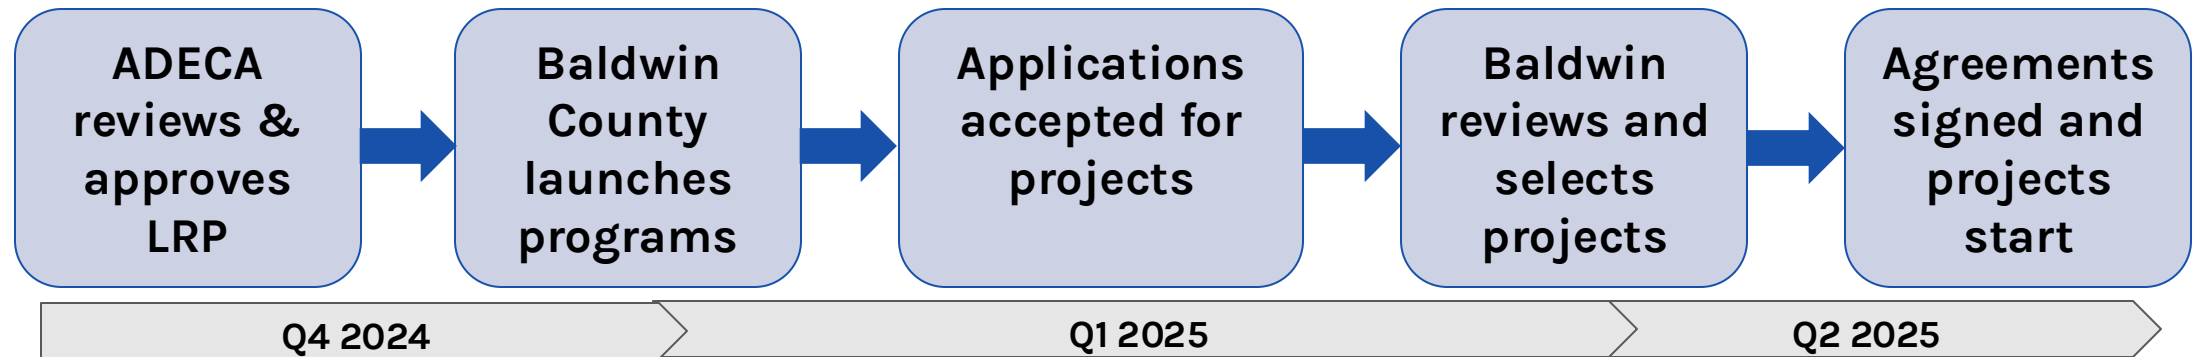 ADECA
reviews &
approves
LRP
Baldwin
County
launches
programs
Applications
accepted for
projects
Baldwin
reviews and
selects
projects
Agreements
signed and
projects
start
Q4 2024
Q1 2025
Q2 2025